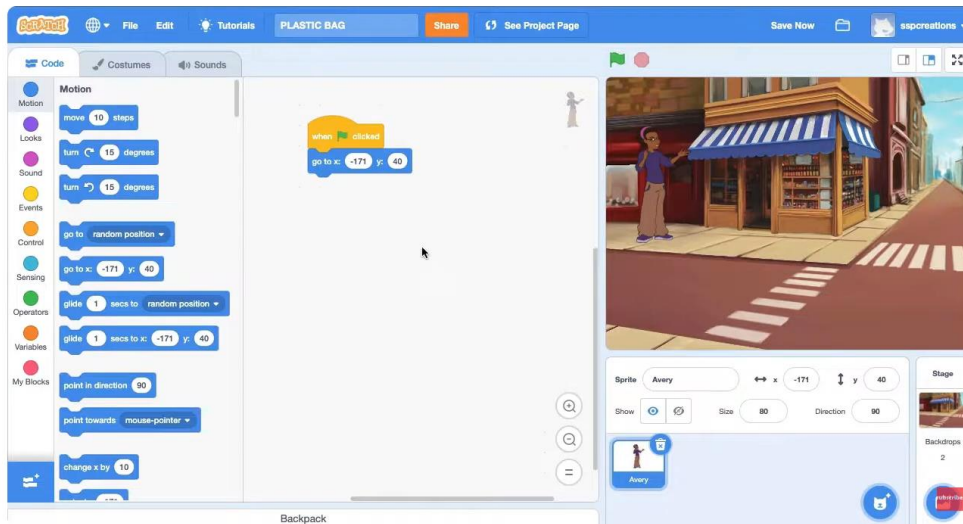 SCRATCH File Edit Tutorials PLASTIC BAG Share See Project Page Save Now sspcreations
Code Costumes Sounds
Motion
Looks
Sound
Events
Control
Sensing
Operators
Variables
My Blocks
Motion
move 10 steps
turn 15 degrees
turn 15 degrees
go to random position
go to x: -171 y: 40
glide 1 secs to random position
glide 1 secs to x: -171 y: 40
point in direction 90
point towards mouse-pointer
change x by 10
when clicked
go to x: -171 y: 40
Sprite Avery x -171 y 40
Show Size 80 Direction 90
Avery
Stage
Backdrops
2
Backpack